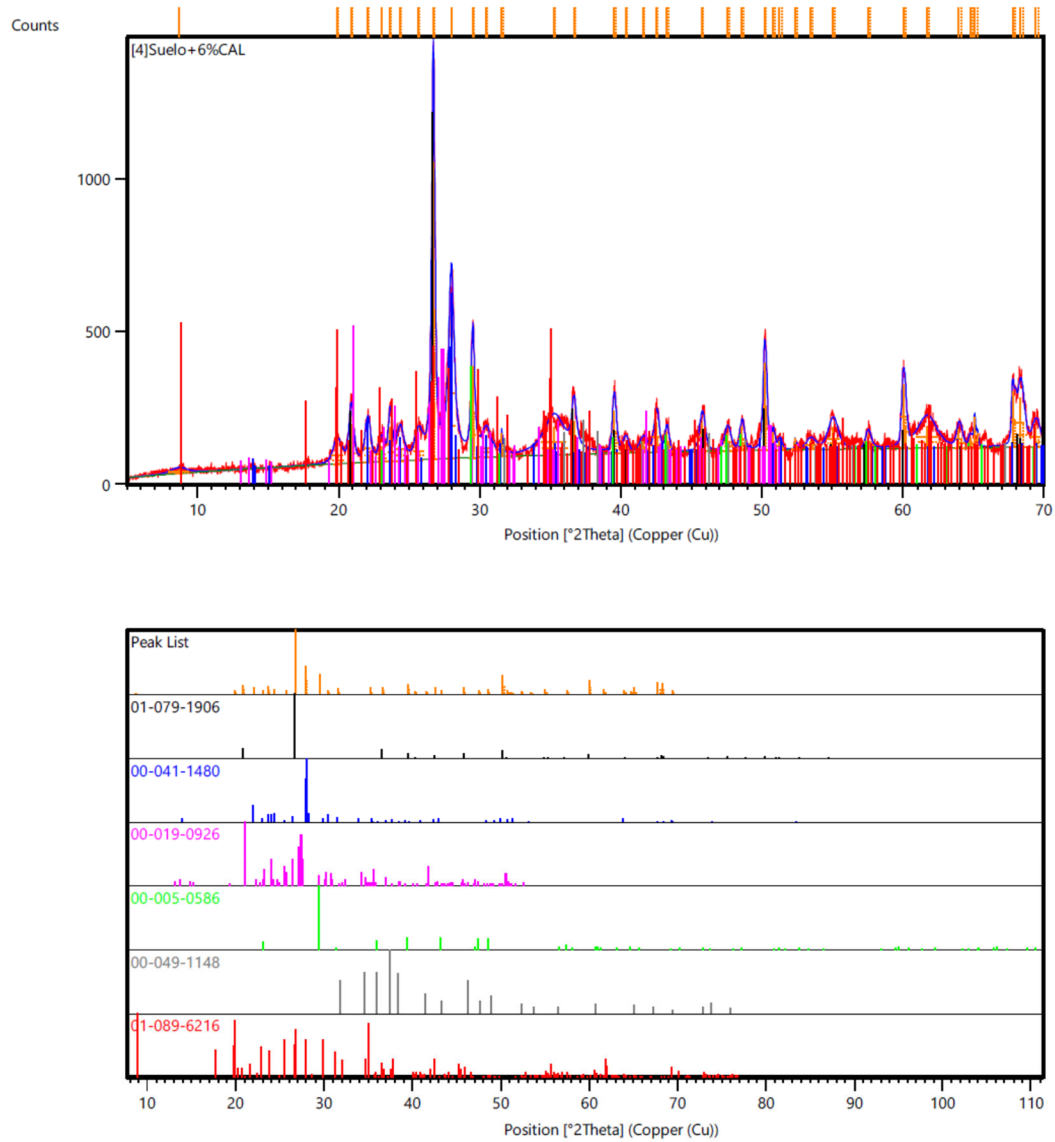 Counts
[4]Suelo+6%CAL
1000
500
0
10 20 30 40 50 60 70
Position [°2Theta] (Copper (Cu))
Peak List
01-079-1906
00-041-1480
00-019-0926
00-005-0586
00-049-1148
01-089-6216
10 20 30 40 50 60 70 80 90 100 110
Position [°2Theta] (Copper (Cu))